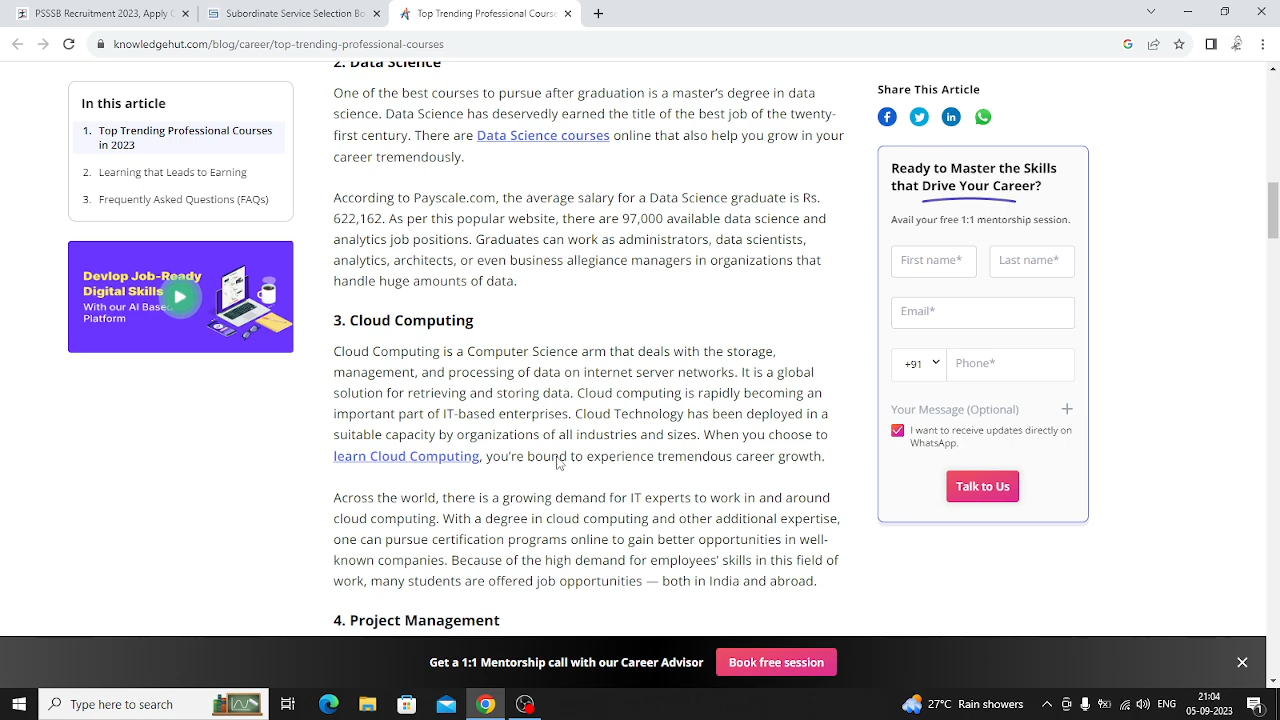 PSSSB Recruitment 2023, Apply O
Subordinate Service Selection Bo
Top Trending Professional Course
knowledgehut.com/blog/career/top-trending-professional-courses
In this article
1. Top Trending Professional Courses
in 2023
2. Learning that Leads to Earning
3. Frequently Asked Questions (FAQs)
Devlop Job-Ready
Digital Skills
With our AI Based
Platform
2. Data Science
One of the best courses to pursue after graduation is a master's degree in data
science. Data Science has deservedly earned the title of the best job of the twenty-
first century. There are Data Science courses online that also help you grow in your
career tremendously.
According to Payscale.com, the average salary for a Data Science graduate is Rs.
622,162. As per this popular website, there are 97,000 available data science and
analytics job positions. Graduates can work as administrators, data scientists,
analytics, architects, or even business allegiance managers in organizations that
handle huge amounts of data.
3. Cloud Computing
Cloud Computing is a Computer Science arm that deals with the storage,
management, and processing of data on internet server networks. It is a global
solution for retrieving and storing data. Cloud computing is rapidly becoming an
important part of IT-based enterprises. Cloud Technology has been deployed in a
suitable capacity by organizations of all industries and sizes. When you choose to
learn Cloud Computing, you're bound to experience tremendous career growth.
Across the world, there is a growing demand for IT experts to work in and around
cloud computing. With a degree in cloud computing and other additional expertise,
one can pursue certification programs online to gain better opportunities in well-
known companies. Because of the high demand for employees' skills in this field of
work, many students are offered job opportunities — both in India and abroad.
4. Project Management
Share This Article
Ready to Master the Skills
that Drive Your Career?
Avail your free 1:1 mentorship session.
First name* Last name*
Email*
+91 Phone*
Your Message (Optional) +
I want to receive updates directly on
WhatsApp.
Talk to Us
Get a 1:1 Mentorship call with our Career Advisor Book free session
Type here to search
27°C Rain showers
ENG
21:04
05-09-2023